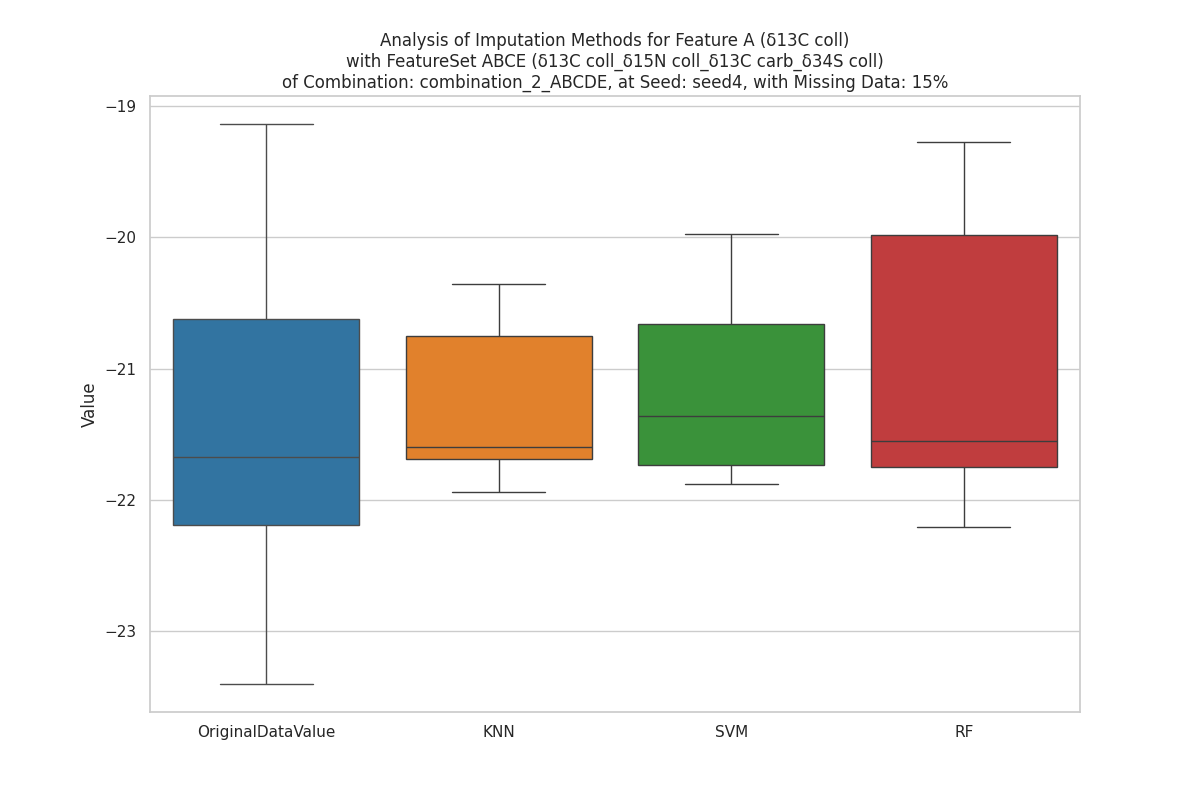 Analysis of Imputation Methods for Feature A (δ13C coll)
with FeatureSet ABCE (δ13C coll_δ15N coll_δ13C carb_δ34S coll)
of Combination: combination_2_ABCDE, at Seed: seed4, with Missing Data: 15%
−19
−20
−21
−22
−23
Value
OriginalDataValue
KNN
SVM
RF